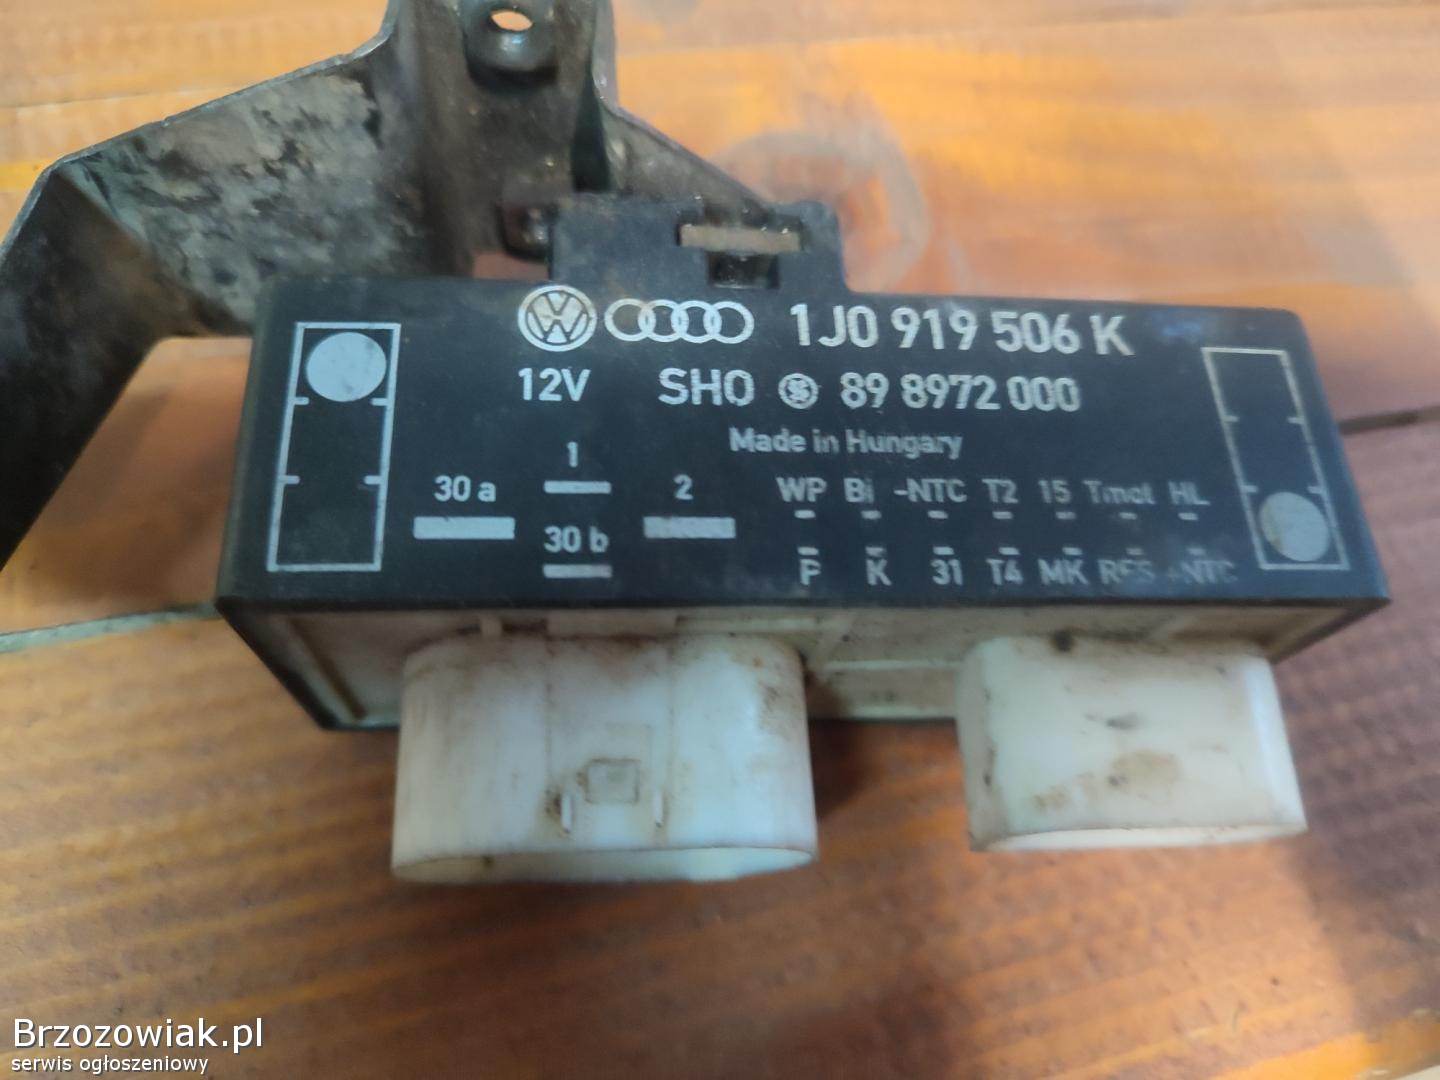 1J0 919 506 K
12V SHO 89 8972 000
Made in Hungary
30 a 1 2 WP Bi -NTC T2 15 Tmot HL
30 b P K 31 T4 MK RES +NTC
Brzozowiak.pl
serwis ogłoszeniowy